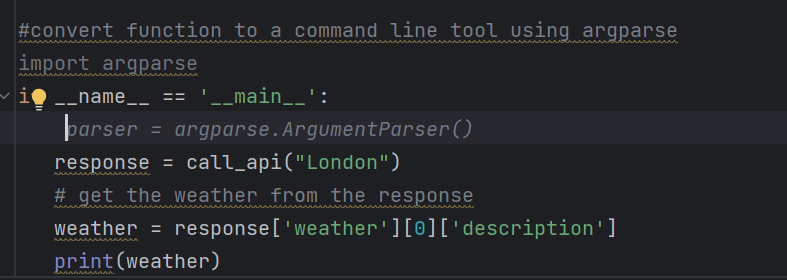 #convert function to a command line tool using argparse
import argparse
i __name__ == '__main__':
parser = argparse.ArgumentParser()
response = call_api("London")
# get the weather from the response
weather = response['weather'][0]['description']
print(weather)